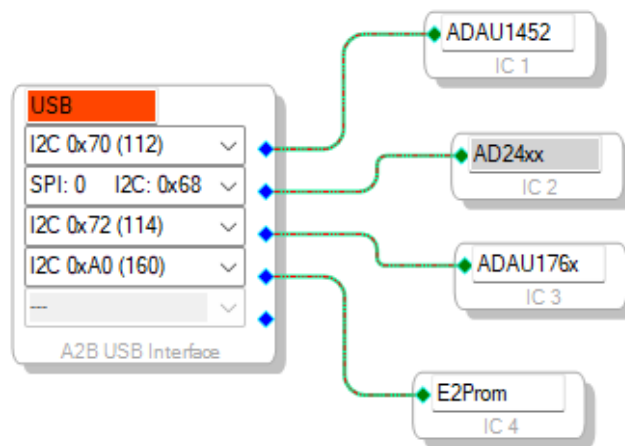 USB
I2C 0x70 (112)
SPI: 0 I2C: 0x68
I2C 0x72 (114)
I2C 0xA0 (160)
---
A2B USB Interface
ADAU1452
IC 1
AD24xx
IC 2
ADAU176x
IC 3
E2Prom
IC 4